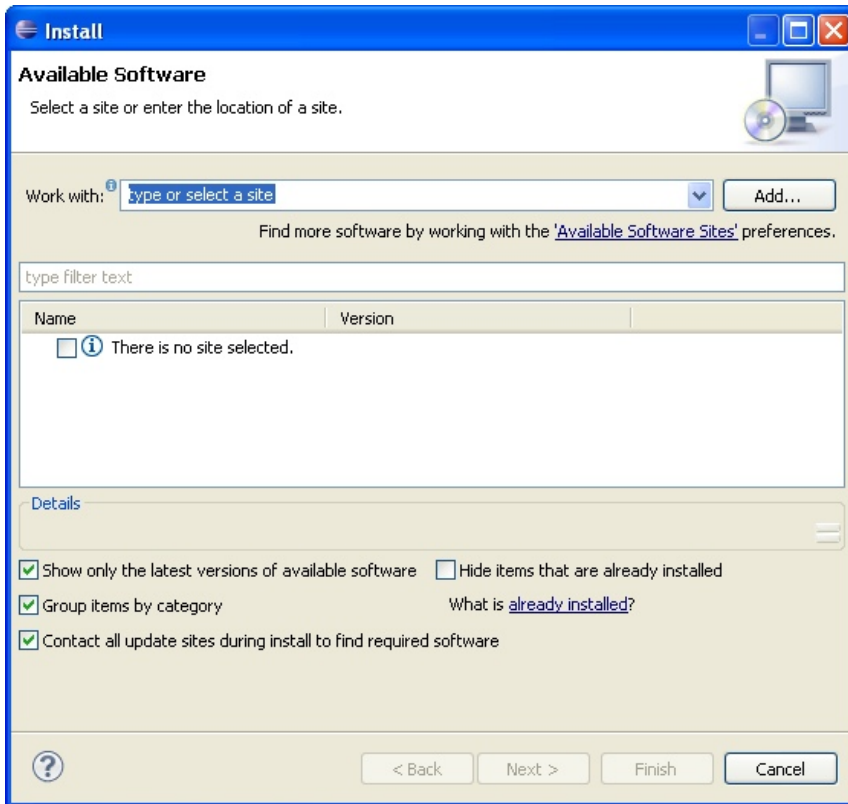 Install
Available Software
Select a site or enter the location of a site.
Work with: type or select a site Add...
Find more software by working with the 'Available Software Sites' preferences.
type filter text
Name Version
There is no site selected.
Details
Show only the latest versions of available software Hide items that are already installed
Group items by category What is already installed?
Contact all update sites during install to find required software
< Back Next > Finish Cancel